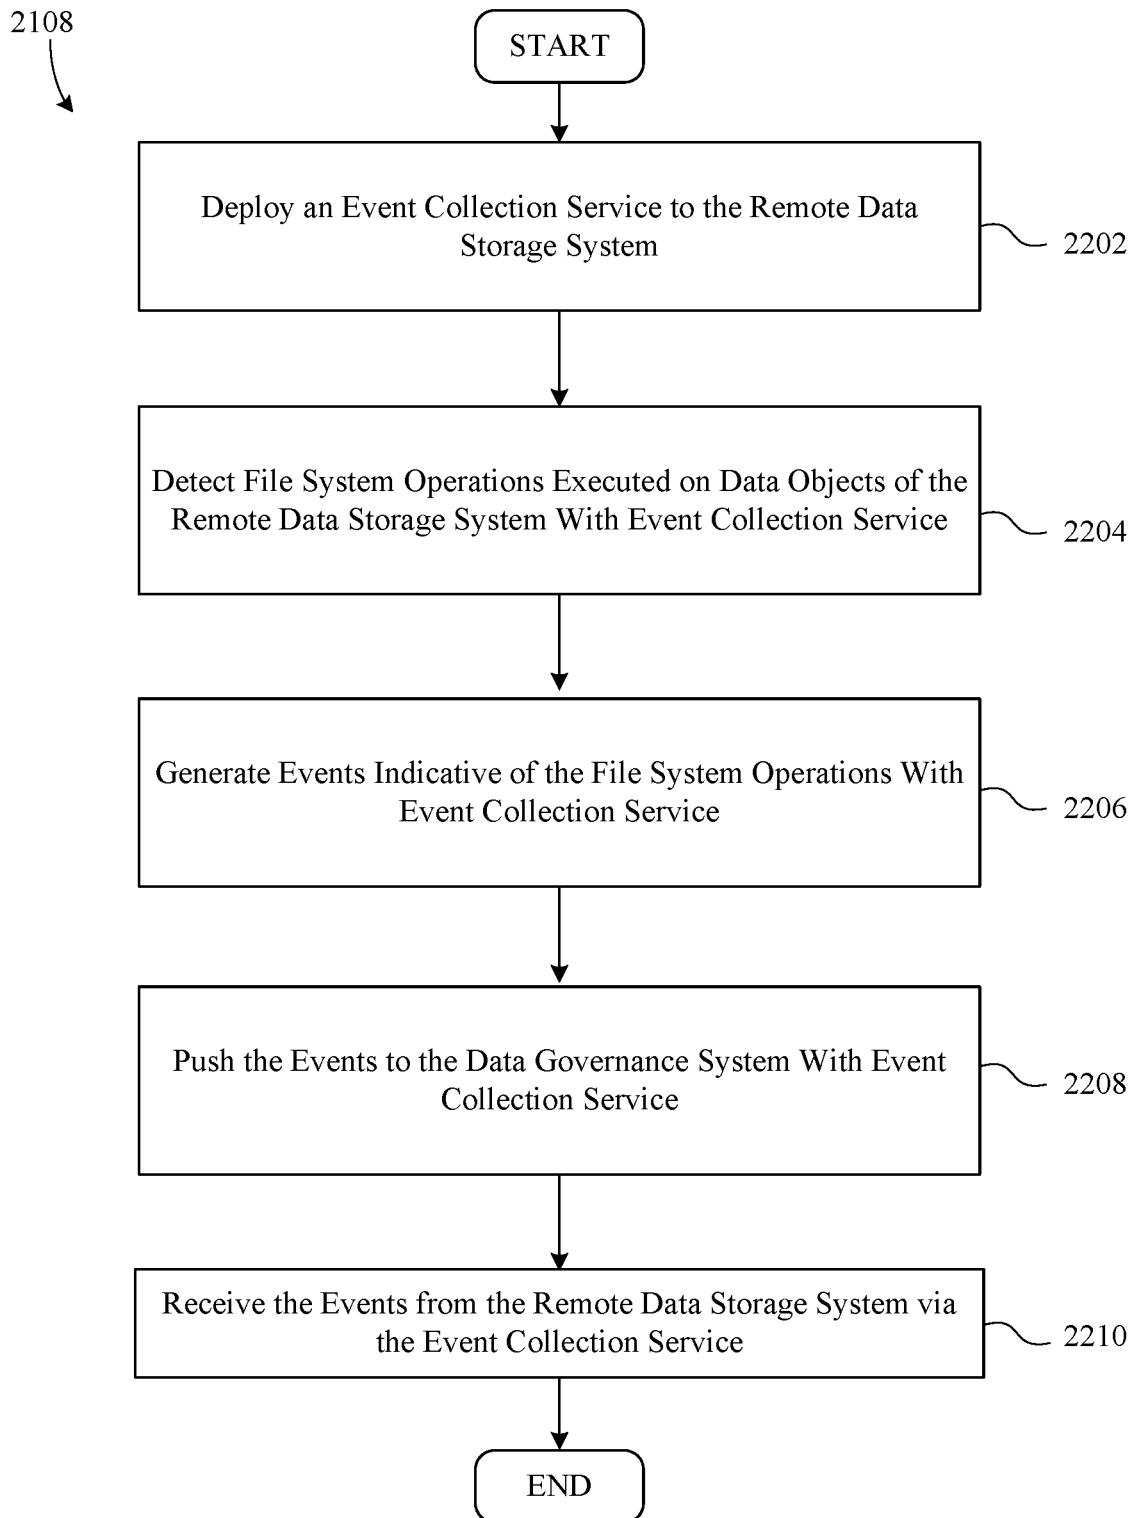 2108
START
Deploy an Event Collection Service to the Remote Data
Storage System
2202
Detect File System Operations Executed on Data Objects of the
Remote Data Storage System With Event Collection Service
2204
Generate Events Indicative of the File System Operations With
Event Collection Service
2206
Push the Events to the Data Governance System With Event
Collection Service
2208
Receive the Events from the Remote Data Storage System via
the Event Collection Service
2210
END